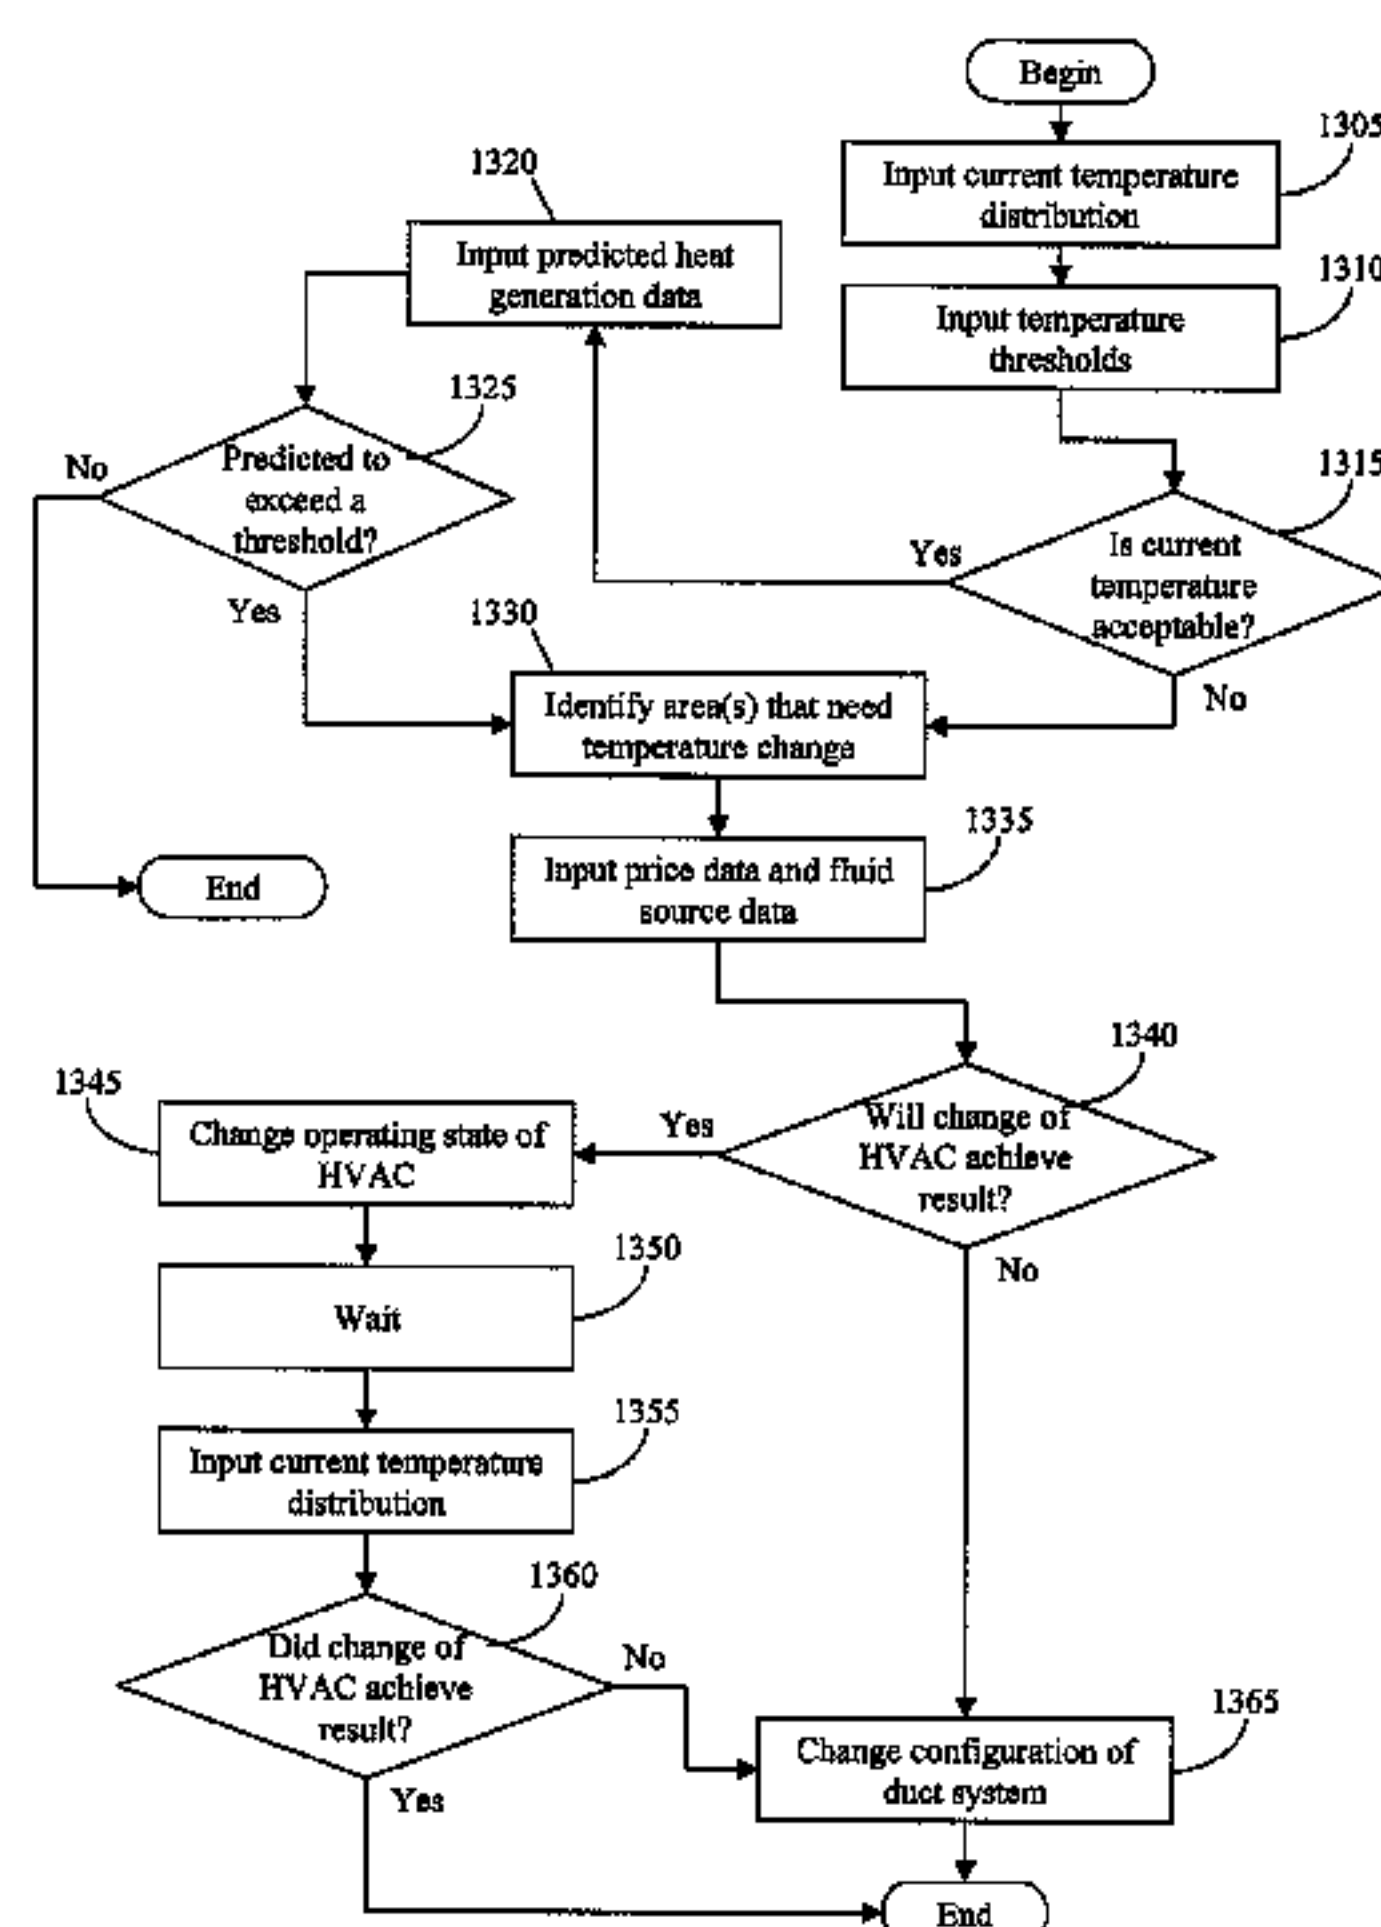 Begin
1305
Input current temperature
distribution
1310
Input temperature
thresholds
1315
Is current
temperature
acceptable?
Yes
No
1320
Input predicted heat
generation data
1325
Predicted to
exceed a
threshold?
No
Yes
End
1330
Identify area(s) that need
temperature change
1335
Input price data and fluid
source data
1340
Will change of
HVAC achieve
result?
Yes
No
1345
Change operating state of
HVAC
1350
Wait
1355
Input current temperature
distribution
1360
Did change of
HVAC achieve
result?
No
Yes
1365
Change configuration of
duct system
End